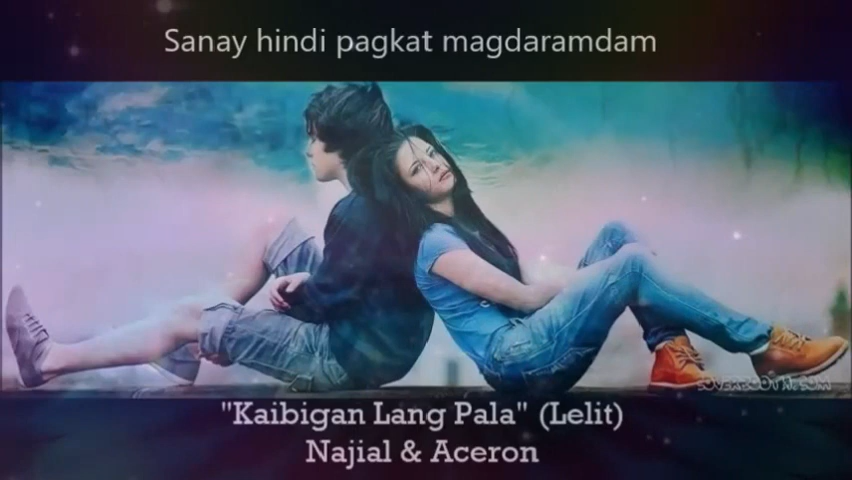 Sanay hindi pagkat magdaramdam
"Kaibigan Lang Pala" (Lelit)
Najial & Aceron